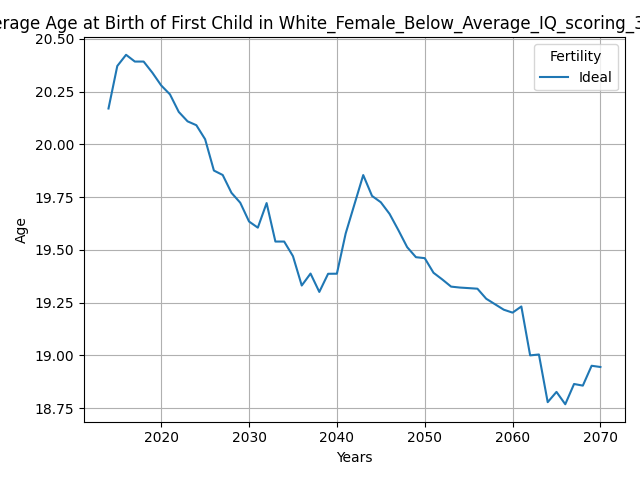 erage Age at Birth of First Child in White_Female_Below_Average_IQ_scoring_3
20.50
20.25
20.00
19.75
19.50
19.25
19.00
18.75
Age
Fertility
Ideal
2020 2030 2040 2050 2060 2070
Years